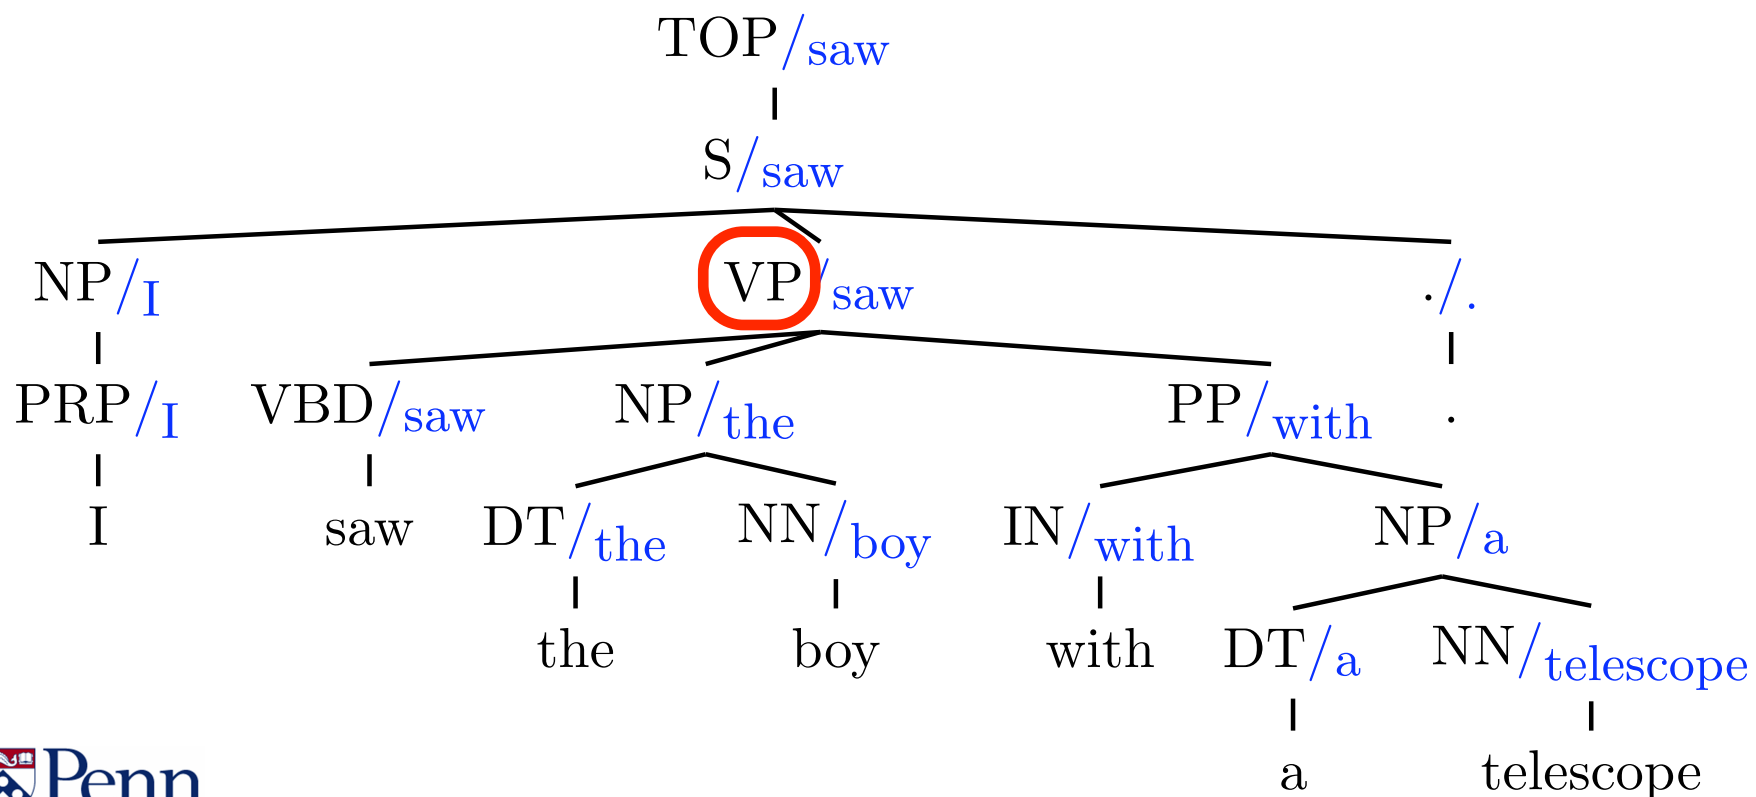 TOP/saw
S/saw
NP/I VP/saw ./.
PRP/I VBD/saw NP/the PP/with .
I saw DT/the NN/boy IN/with NP/a
the boy with DT/a NN/telescope
a telescope
Penn